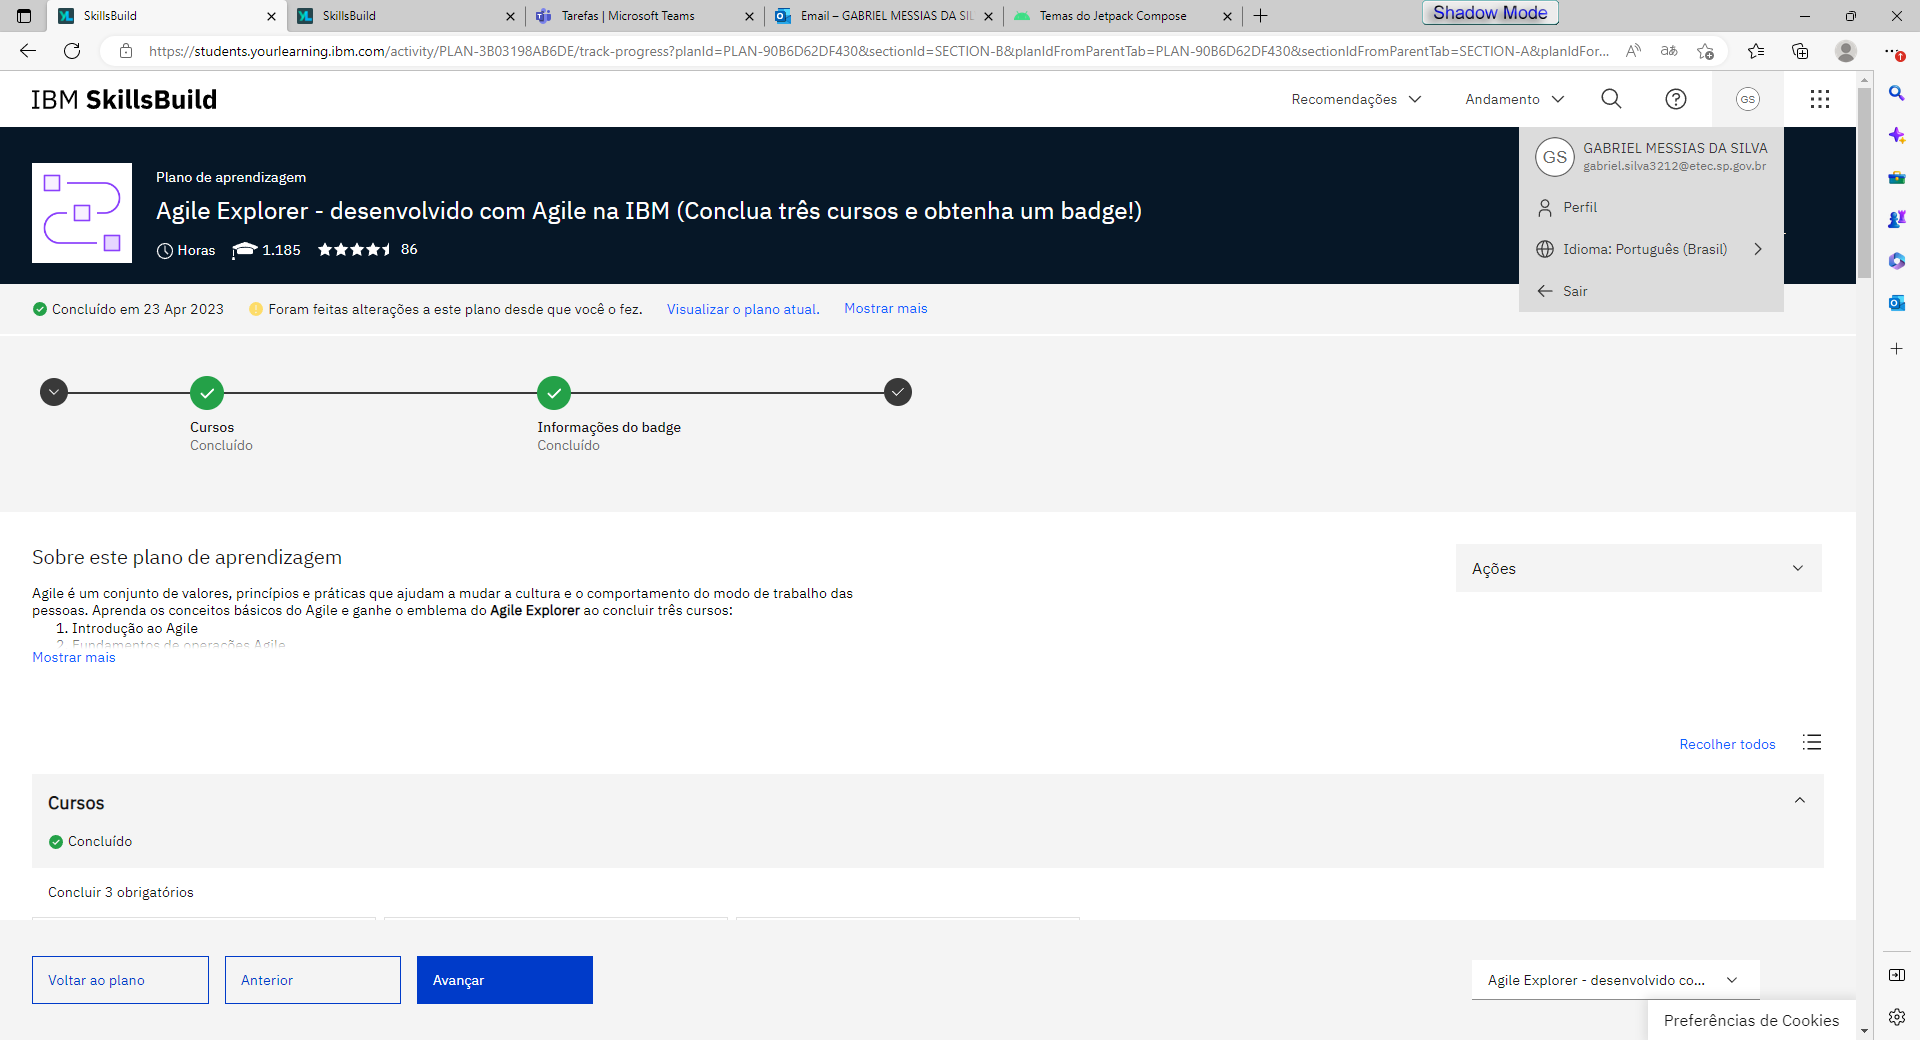 SkillsBuild
SkillsBuild
Tarefas | Microsoft Teams
Email – GABRIEL MESSIAS DA SIL
Temas do Jetpack Compose
Shadow Mode
https://students.yourlearning.ibm.com/activity/PLAN-3B03198AB6DE/track-progress?planId=PLAN-90B6D62DF430&sectionId=SECTION-B&planIdFromParentTab=PLAN-90B6D62DF430&sectionIdFromParentTab=SECTION-A&planIdFor...
IBM SkillsBuild
Recomendações
Andamento
GS
GS
GABRIEL MESSIAS DA SILVA
gabriel.silva3212@etec.sp.gov.br
Perfil
Idioma: Português (Brasil)
Sair
Plano de aprendizagem
Agile Explorer - desenvolvido com Agile na IBM (Conclua três cursos e obtenha um badge!)
Horas 1.185 86
Concluído em 23 Apr 2023 Foram feitas alterações a este plano desde que você o fez. Visualizar o plano atual. Mostrar mais
Cursos
Concluído
Informações do badge
Concluído
Sobre este plano de aprendizagem
Ações
Agile é um conjunto de valores, princípios e práticas que ajudam a mudar a cultura e o comportamento do modo de trabalho das
pessoas. Aprenda os conceitos básicos do Agile e ganhe o emblema do Agile Explorer ao concluir três cursos:
1. Introdução ao Agile
2. Fundamentos de operações Agile
Mostrar mais
Recolher todos
Cursos
Concluído
Concluir 3 obrigatórios
Voltar ao plano
Anterior
Avançar
Agile Explorer - desenvolvido co...
Preferências de Cookies